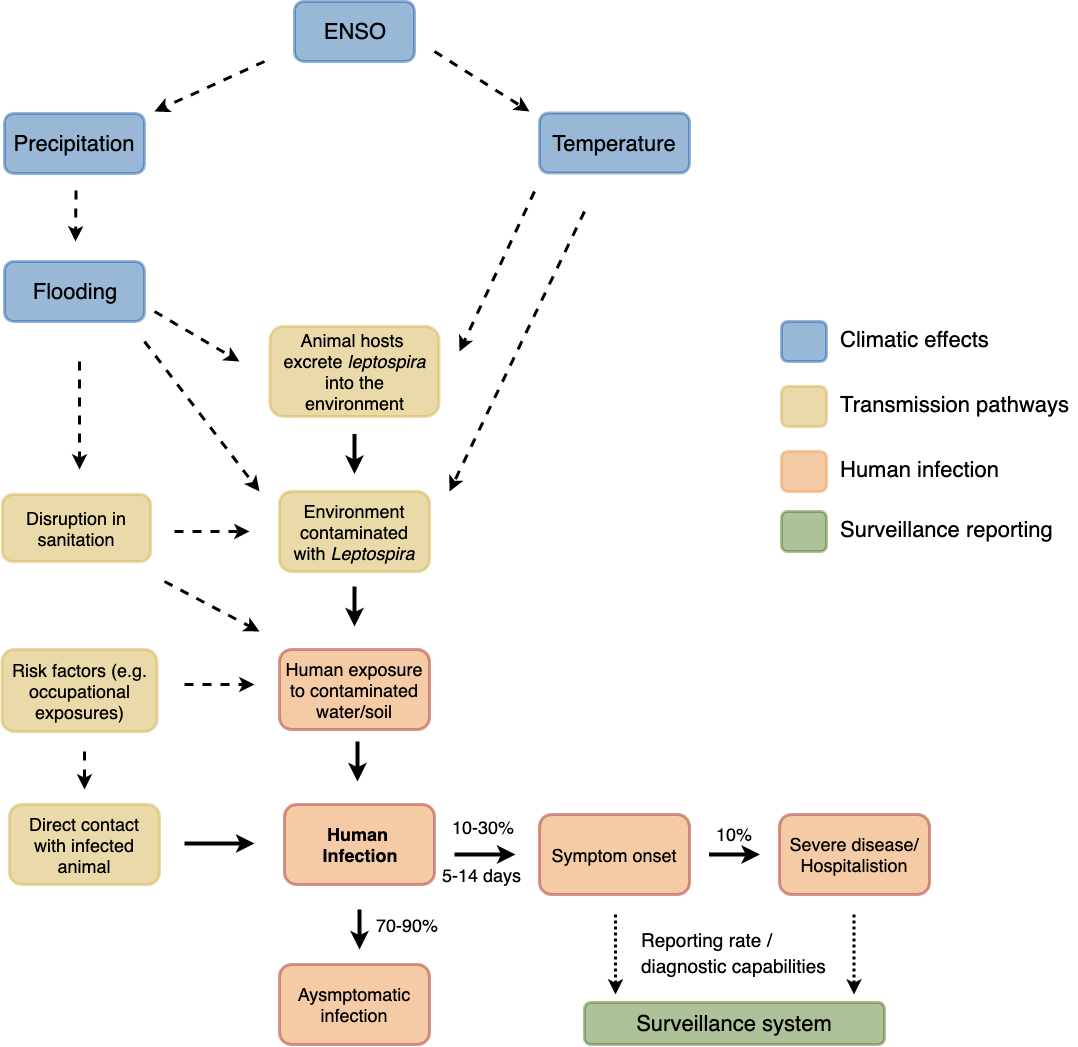 ENSO
Precipitation
Temperature
Flooding
Animal hosts
excrete leptospira
into the
environment
Climatic effects
Transmission pathways
Human infection
Surveillance reporting
Disruption in
sanitation
Environment
contaminated
with Leptospira
Risk factors (e.g.
occupational
exposures)
Human exposure
to contaminated
water/soil
Direct contact
with infected
animal
Human
Infection
10-30%
5-14 days
Symptom onset
10%
Severe disease/
Hospitalistion
70-90%
Aysmptomatic
infection
Reporting rate /
diagnostic capabilities
Surveillance system